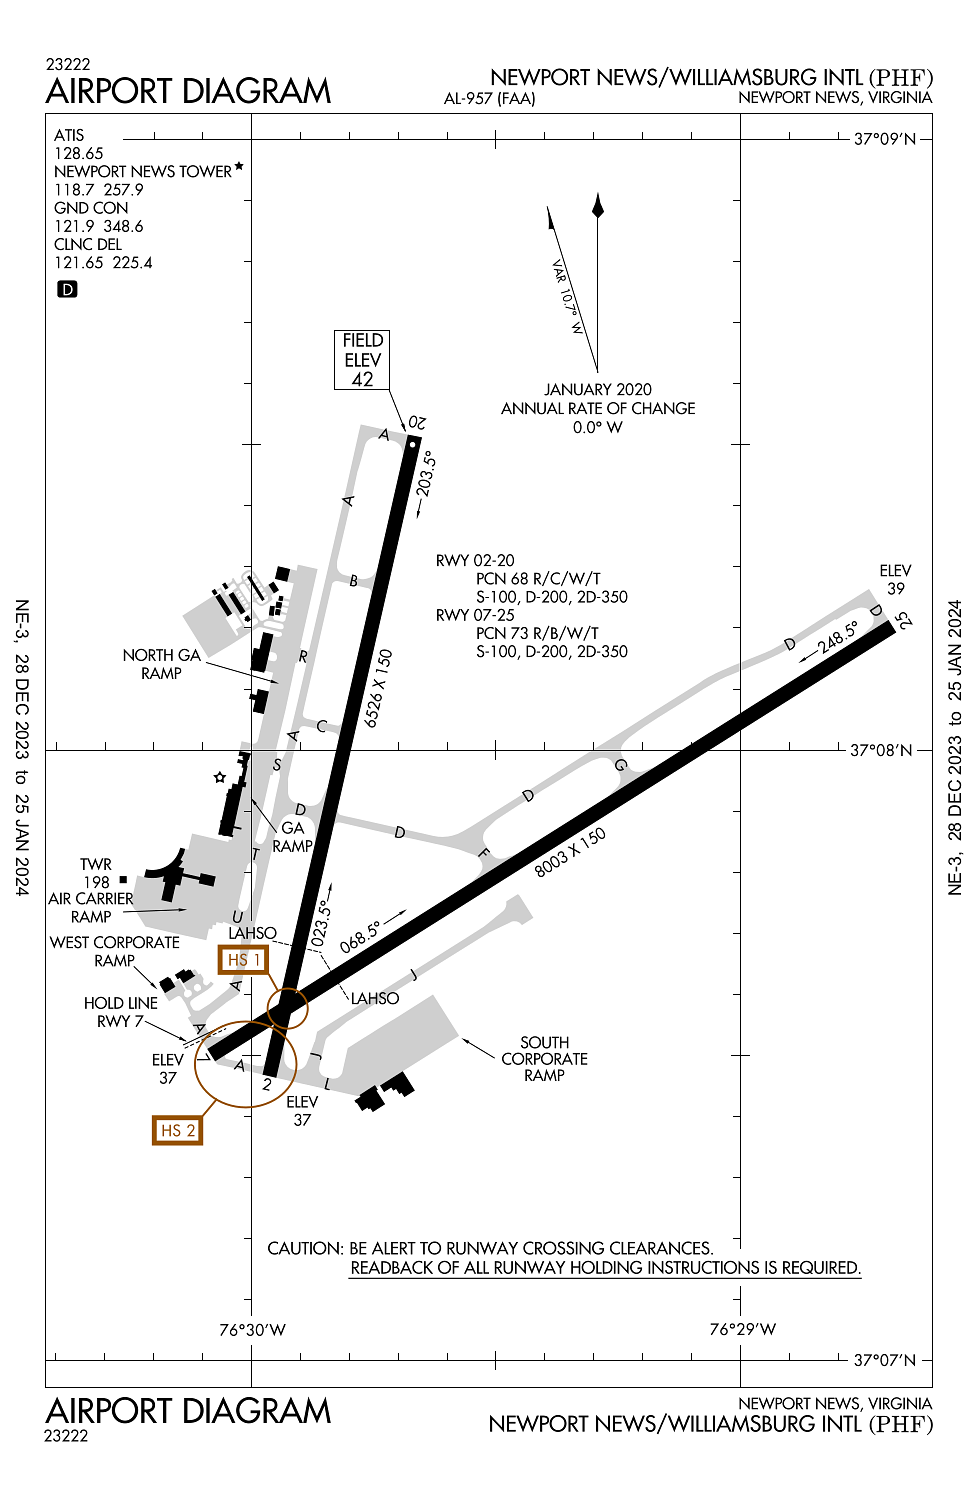 23222
AIRPORT DIAGRAM
AL-957 (FAA)
NEWPORT NEWS/WILLIAMSBURG INTL (PHF)
NEWPORT NEWS, VIRGINIA
ATIS
128.65
NEWPORT NEWS TOWER
118.7 257.9
GND CON
121.9 348.6
CLNC DEL
121.65 225.4
D
37°09'N
VAR 10.7° W
JANUARY 2020
ANNUAL RATE OF CHANGE
0.0° W
FIELD
ELEV
42
20
A
203.5°
A
B
RWY 02-20
PCN 68 R/C/W/T
S-100, D-200, 2D-350
RWY 07-25
PCN 73 R/B/W/T
S-100, D-200, 2D-350
ELEV
39
D
25
248.5°
D
NORTH GA
RAMP
R
6526 X 150
C
A
S
37°08'N
G
D
D
D
GA
RAMP
T
T
F
8003 X 150
TWR
198
AIR CARRIER
RAMP
U
LAHSO
023.5°
068.5°
WEST CORPORATE
RAMP
HS 1
A
J
LAHSO
HOLD LINE
RWY 7
A
7
A
2
J
L
ELEV
37
SOUTH
CORPORATE
RAMP
ELEV
37
HS 2
CAUTION: BE ALERT TO RUNWAY CROSSING CLEARANCES.
READBACK OF ALL RUNWAY HOLDING INSTRUCTIONS IS REQUIRED.
76°30'W
76°29'W
37°07'N
AIRPORT DIAGRAM
23222
NEWPORT NEWS, VIRGINIA
NEWPORT NEWS/WILLIAMSBURG INTL (PHF)
NE-3, 28 DEC 2023 to 25 JAN 2024
NE-3, 28 DEC 2023 to 25 JAN 2024